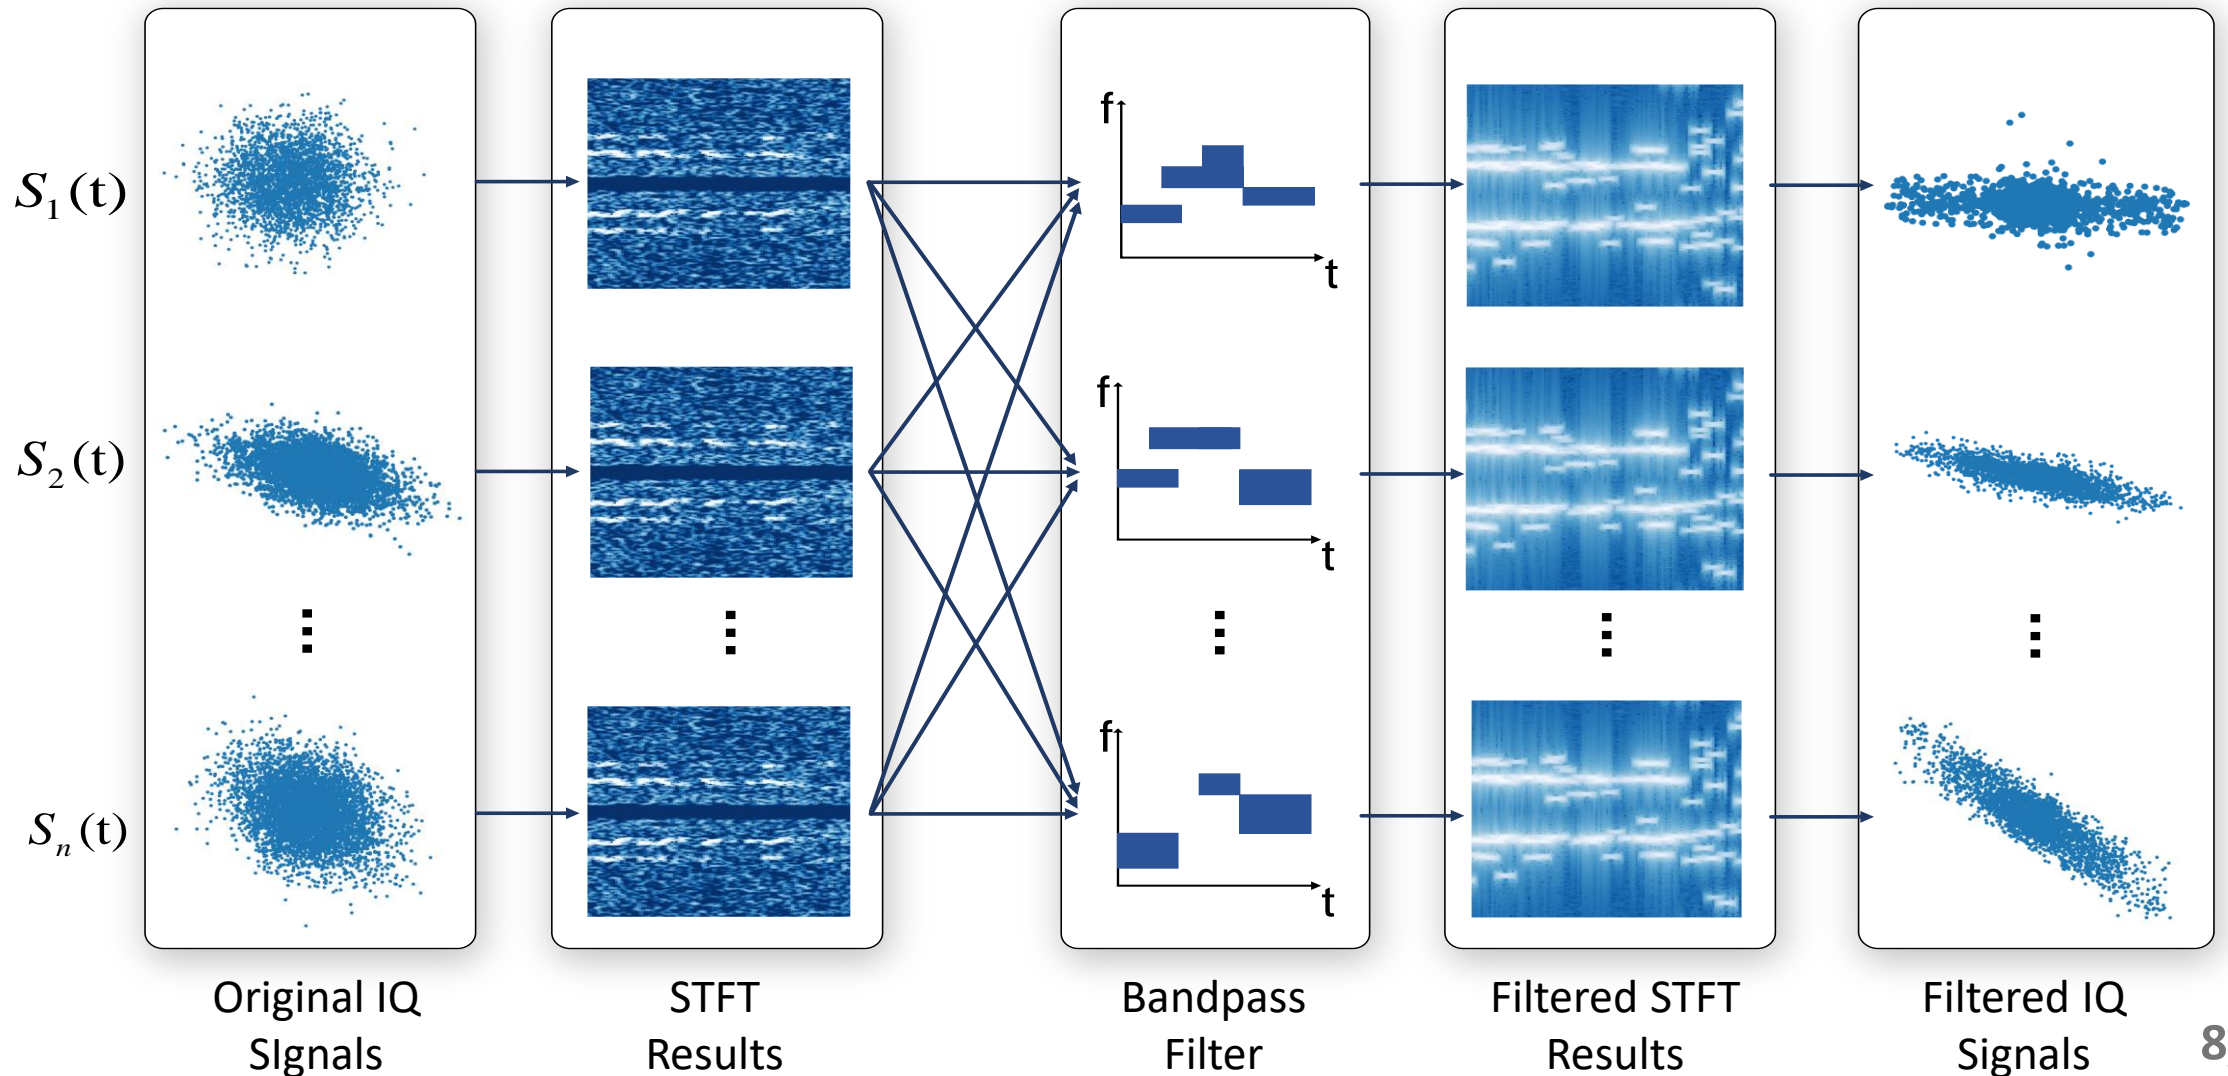 S₁(t)
f
t
S₂(t)
f
t
Sₙ(t)
f
t
Original IQ
SIgnals
STFT
Results
Bandpass
Filter
Filtered STFT
Results
Filtered IQ
Signals
8